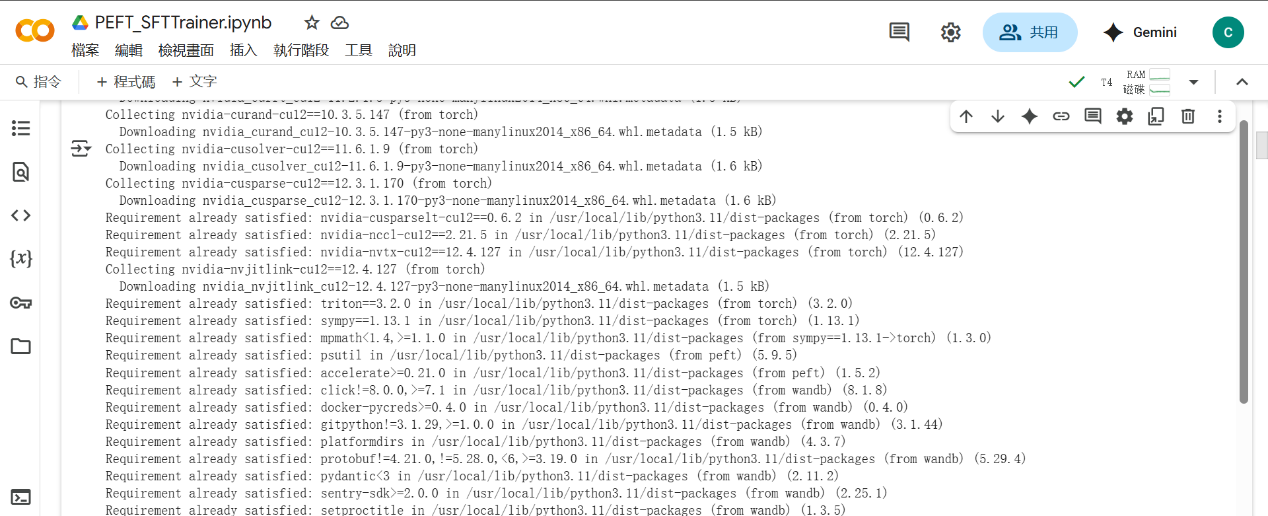 PEFT_SFTTrainer.ipynb
檔案 編輯 檢視畫面 插入 執行階段 工具 說明
共用
Gemini
C
指令
+ 程式碼 + 文字
T4
RAM
磁碟
Collecting nvidia-curand-cu12==10.3.5.147 (from torch)
Downloading nvidia_curand_cu12-10.3.5.147-py3-none-manylinux2014_x86_64.whl.metadata (1.5 kB)
Collecting nvidia-cusolver-cu12==11.6.1.9 (from torch)
Downloading nvidia_cusolver_cu12-11.6.1.9-py3-none-manylinux2014_x86_64.whl.metadata (1.6 kB)
Collecting nvidia-cusparse-cu12==12.3.1.170 (from torch)
Downloading nvidia_cusparse_cu12-12.3.1.170-py3-none-manylinux2014_x86_64.whl.metadata (1.6 kB)
Requirement already satisfied: nvidia-cusparselt-cu12==0.6.2 in /usr/local/lib/python3.11/dist-packages (from torch) (0.6.2)
Requirement already satisfied: nvidia-nccl-cu12==2.21.5 in /usr/local/lib/python3.11/dist-packages (from torch) (2.21.5)
Requirement already satisfied: nvidia-nvtx-cu12==12.4.127 in /usr/local/lib/python3.11/dist-packages (from torch) (12.4.127)
Collecting nvidia-nvjitlink-cu12==12.4.127 (from torch)
Downloading nvidia_nvjitlink_cu12-12.4.127-py3-none-manylinux2014_x86_64.whl.metadata (1.5 kB)
Requirement already satisfied: triton==3.2.0 in /usr/local/lib/python3.11/dist-packages (from torch) (3.2.0)
Requirement already satisfied: sympy==1.13.1 in /usr/local/lib/python3.11/dist-packages (from torch) (1.13.1)
Requirement already satisfied: mpmath<1.4,>=1.1.0 in /usr/local/lib/python3.11/dist-packages (from sympy==1.13.1->torch) (1.3.0)
Requirement already satisfied: psutil in /usr/local/lib/python3.11/dist-packages (from peft) (5.9.5)
Requirement already satisfied: accelerate>=0.21.0 in /usr/local/lib/python3.11/dist-packages (from peft) (1.5.2)
Requirement already satisfied: click!=8.0.0,>=7.1 in /usr/local/lib/python3.11/dist-packages (from wandb) (8.1.8)
Requirement already satisfied: docker-pycreds>=0.4.0 in /usr/local/lib/python3.11/dist-packages (from wandb) (0.4.0)
Requirement already satisfied: gitpython!=3.1.29,>=1.0.0 in /usr/local/lib/python3.11/dist-packages (from wandb) (3.1.44)
Requirement already satisfied: platformdirs in /usr/local/lib/python3.11/dist-packages (from wandb) (4.3.7)
Requirement already satisfied: protobuf!=4.21.0,!=5.28.0,<6,>=3.19.0 in /usr/local/lib/python3.11/dist-packages (from wandb) (5.29.4)
Requirement already satisfied: pydantic<3 in /usr/local/lib/python3.11/dist-packages (from wandb) (2.11.2)
Requirement already satisfied: sentry-sdk>=2.0.0 in /usr/local/lib/python3.11/dist-packages (from wandb) (2.25.1)
Requirement already satisfied: setproctitle in /usr/local/lib/python3.11/dist-packages (from wandb) (1.3.5)